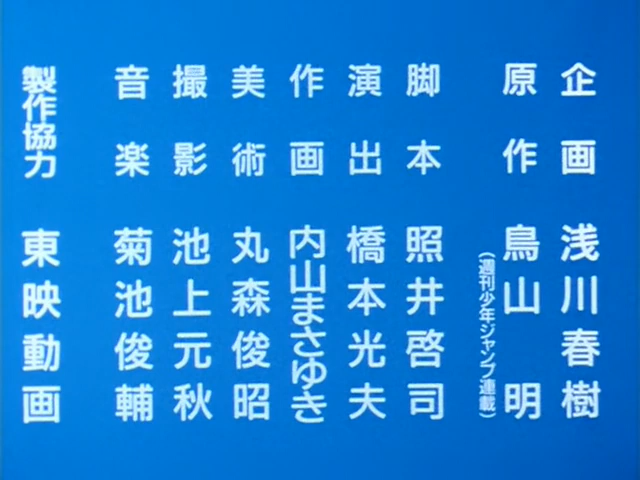 企画 浅川春樹
原作 鳥山明
(週刊少年ジャンプ連載)
脚本 照井啓司
演出 橋本光夫
作画 内山まさゆき
美術 丸森俊昭
撮影 池上元秋
音楽 菊池俊輔
製作協力 東映動画